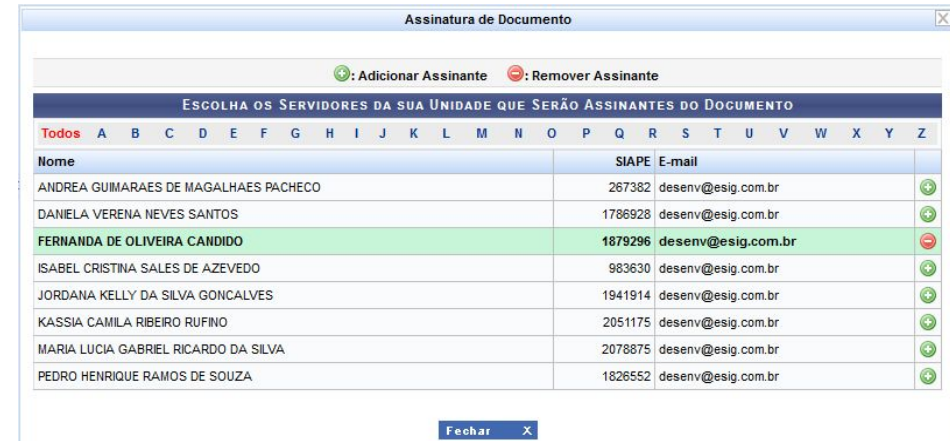 Assinatura de Documento
: Adicionar Assinante : Remover Assinante
ESCOLHA OS SERVIDORES DA SUA UNIDADE QUE SERÃO ASSINANTES DO DOCUMENTO
Todos A B C D E F G H I J K L M N O P Q R S T U V W X Y Z
Nome SIAPE E-mail
ANDREA GUIMARAES DE MAGALHAES PACHECO 267382 desenv@esig.com.br
DANIELA VERENA NEVES SANTOS 1786928 desenv@esig.com.br
FERNANDA DE OLIVEIRA CANDIDO 1879296 desenv@esig.com.br
ISABEL CRISTINA SALES DE AZEVEDO 983630 desenv@esig.com.br
JORDANA KELLY DA SILVA GONCALVES 1941914 desenv@esig.com.br
KASSIA CAMILA RIBEIRO RUFINO 2051175 desenv@esig.com.br
MARIA LUCIA GABRIEL RICARDO DA SILVA 2078875 desenv@esig.com.br
PEDRO HENRIQUE RAMOS DE SOUZA 1826552 desenv@esig.com.br
Fechar X